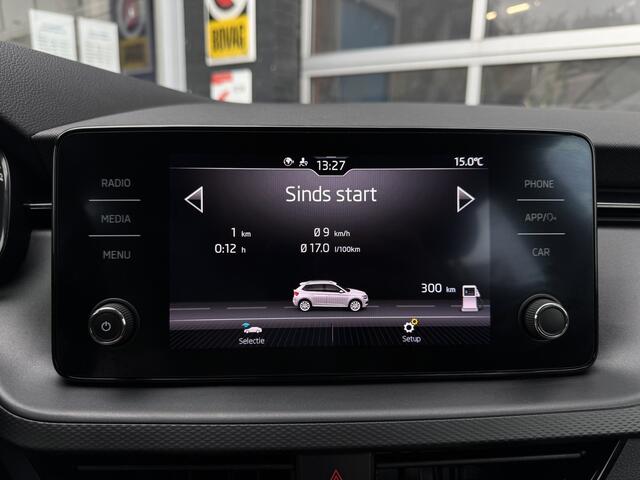 BOVAG
13:27
15.0°C
RADIO
MEDIA
MENU
Sinds start
1 km
Ø 9 km/h
0:12 h
Ø 17.0 l/100km
300 km
Selectie
Setup
PHONE
APP/
CAR